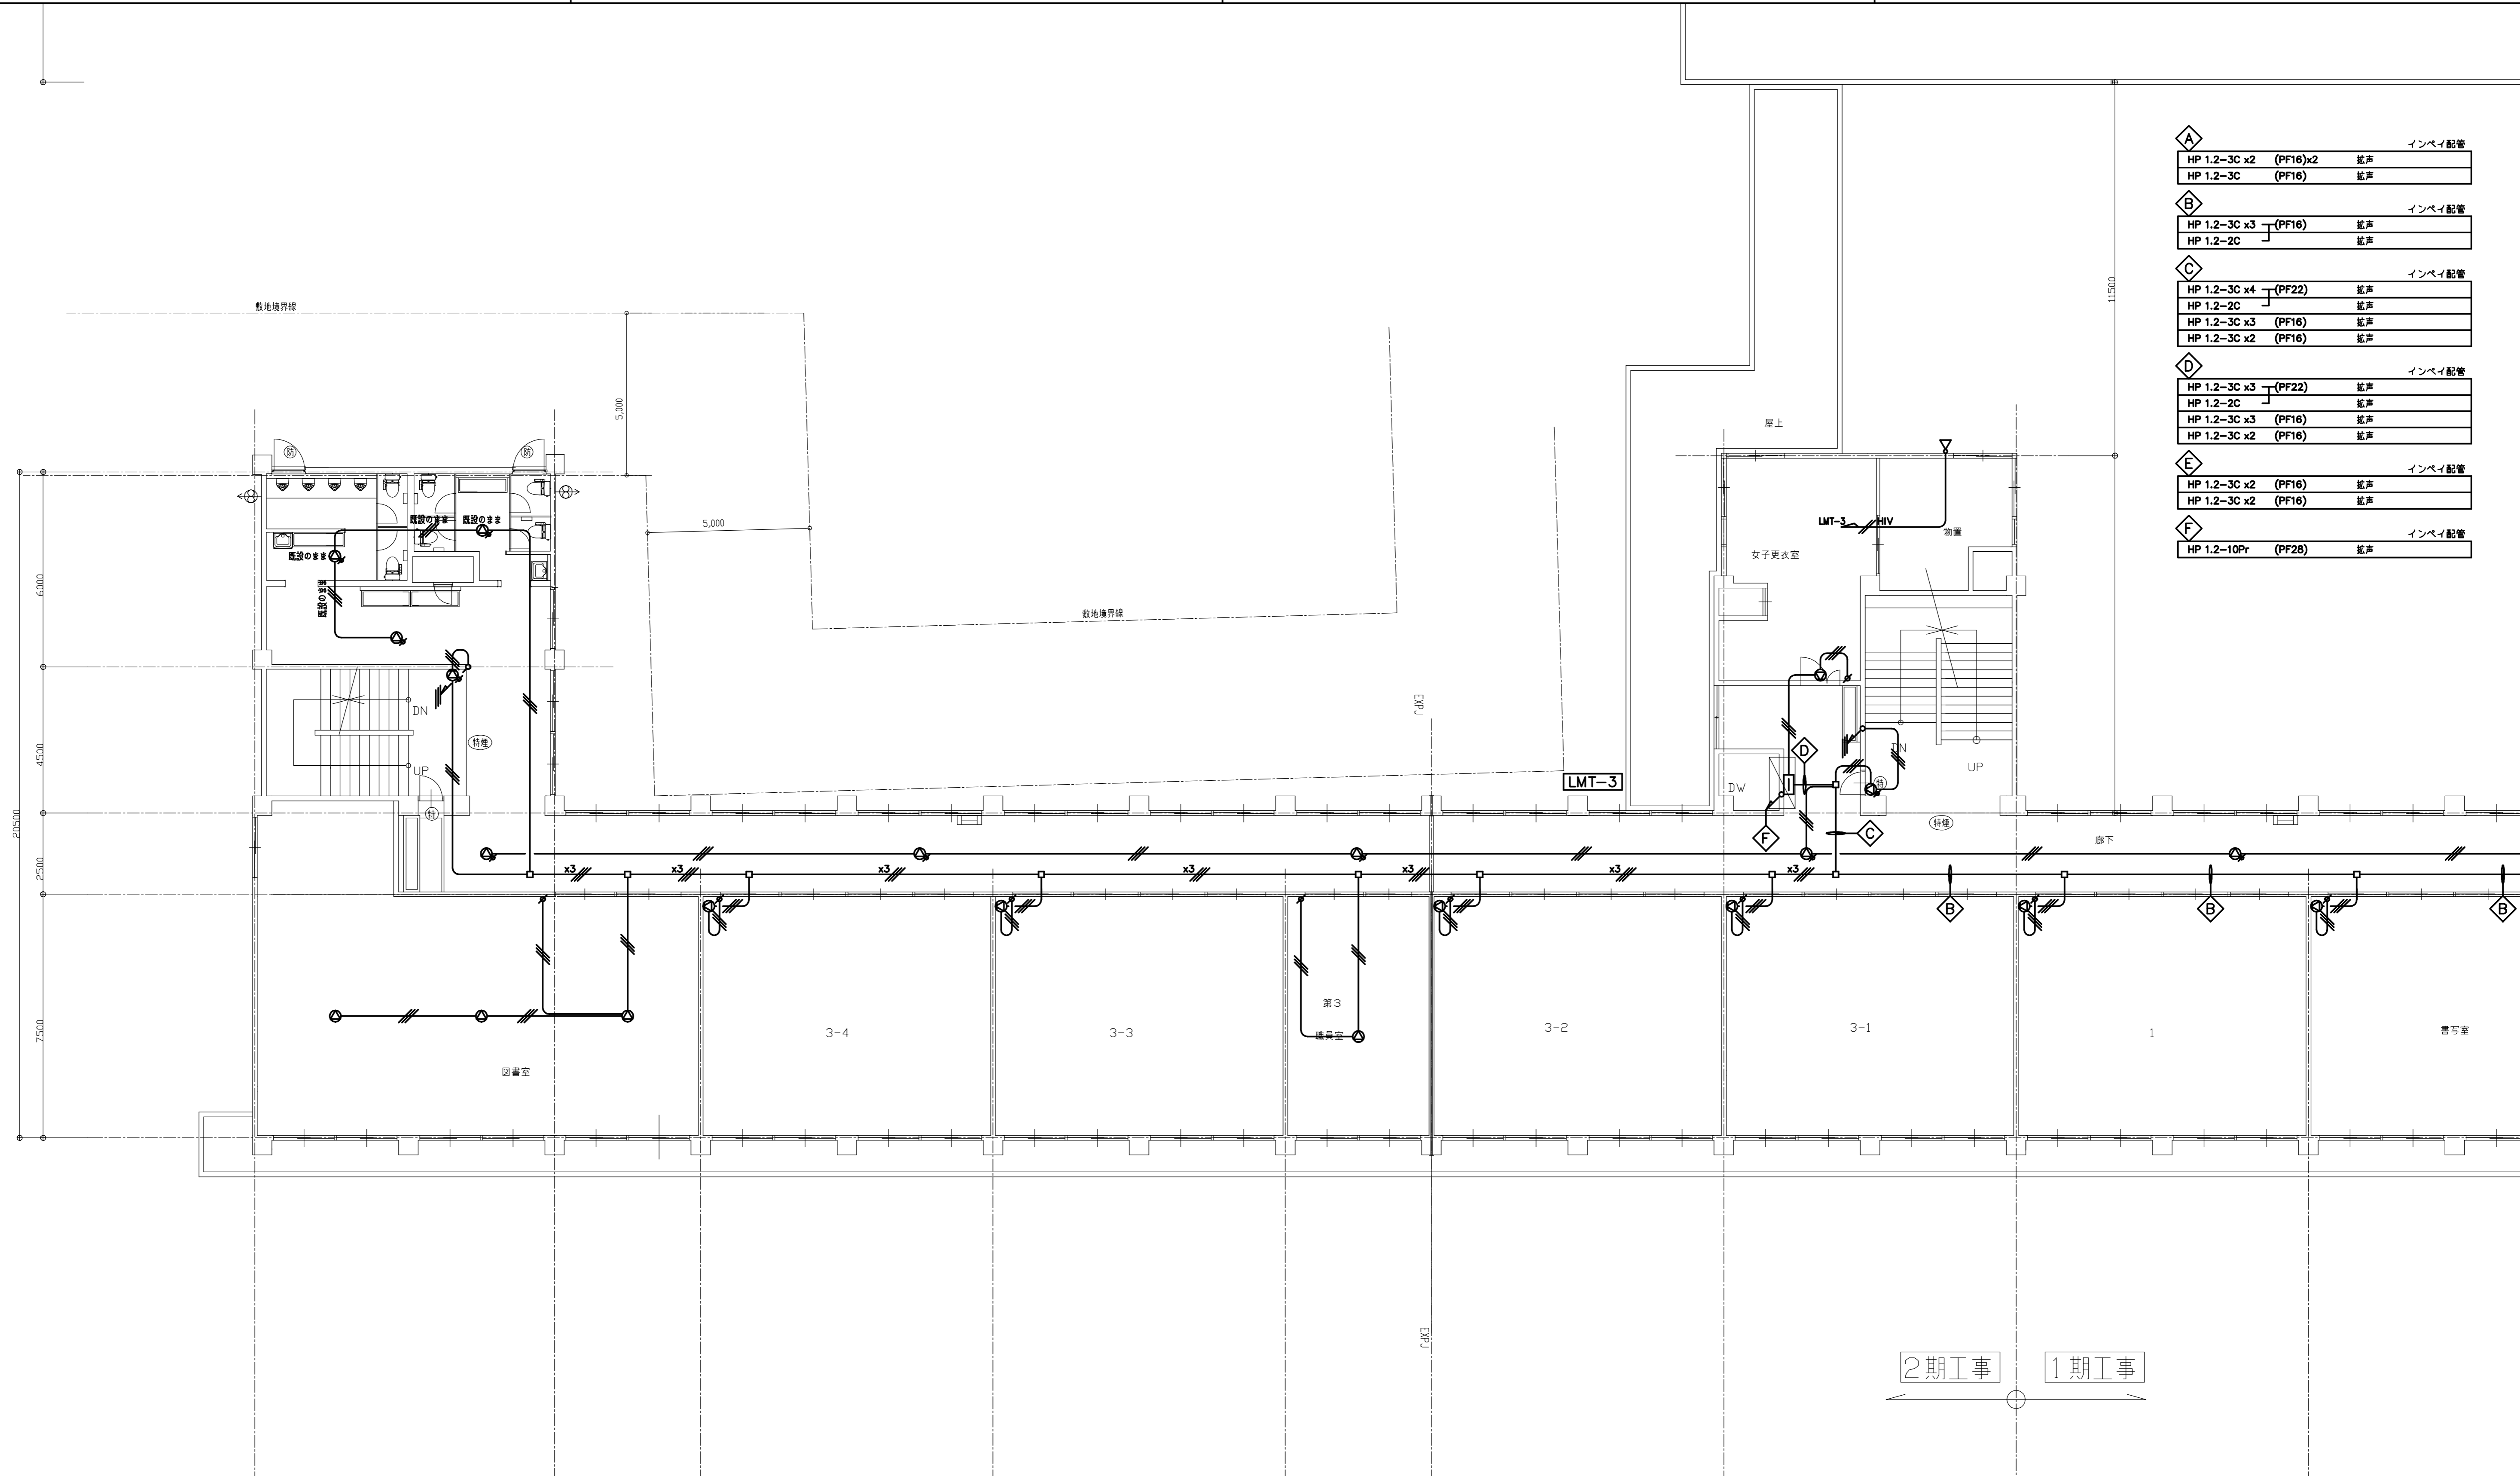 A
インペイ配管
HP 1.2-3C x2 (PF16)x2 拡声
HP 1.2-3C (PF16) 拡声
B
インペイ配管
HP 1.2-3C x3 (PF16) 拡声
HP 1.2-2C 拡声
C
インペイ配管
HP 1.2-3C x4 (PF22) 拡声
HP 1.2-2C 拡声
HP 1.2-3C x3 (PF16) 拡声
HP 1.2-3C x2 (PF16) 拡声
D
インペイ配管
HP 1.2-3C x3 (PF22) 拡声
HP 1.2-2C 拡声
HP 1.2-3C x3 (PF16) 拡声
HP 1.2-3C x2 (PF16) 拡声
E
インペイ配管
HP 1.2-3C x2 (PF16) 拡声
HP 1.2-3C x2 (PF16) 拡声
F
インペイ配管
HP 1.2-10Pr (PF28) 拡声
11500
敷地境界線
5,000
5,000
敷地境界線
屋上
防
防
既設のまま
既設のまま
既設のまま
既設のまま
LMT-3
HIV
物置
女子更衣室
6000
4500
20500
2500
7500
DN
UP
特煙
特
EXPJ
LMT-3
DW
D
F
C
DN
UP
特
特煙
廊下
x3
x3
x3
x3
x3
x3
x3
B
B
B
図書室
3-4
3-3
第3
職員室
3-2
3-1
1
書写室
EXPJ
2期工事
1期工事